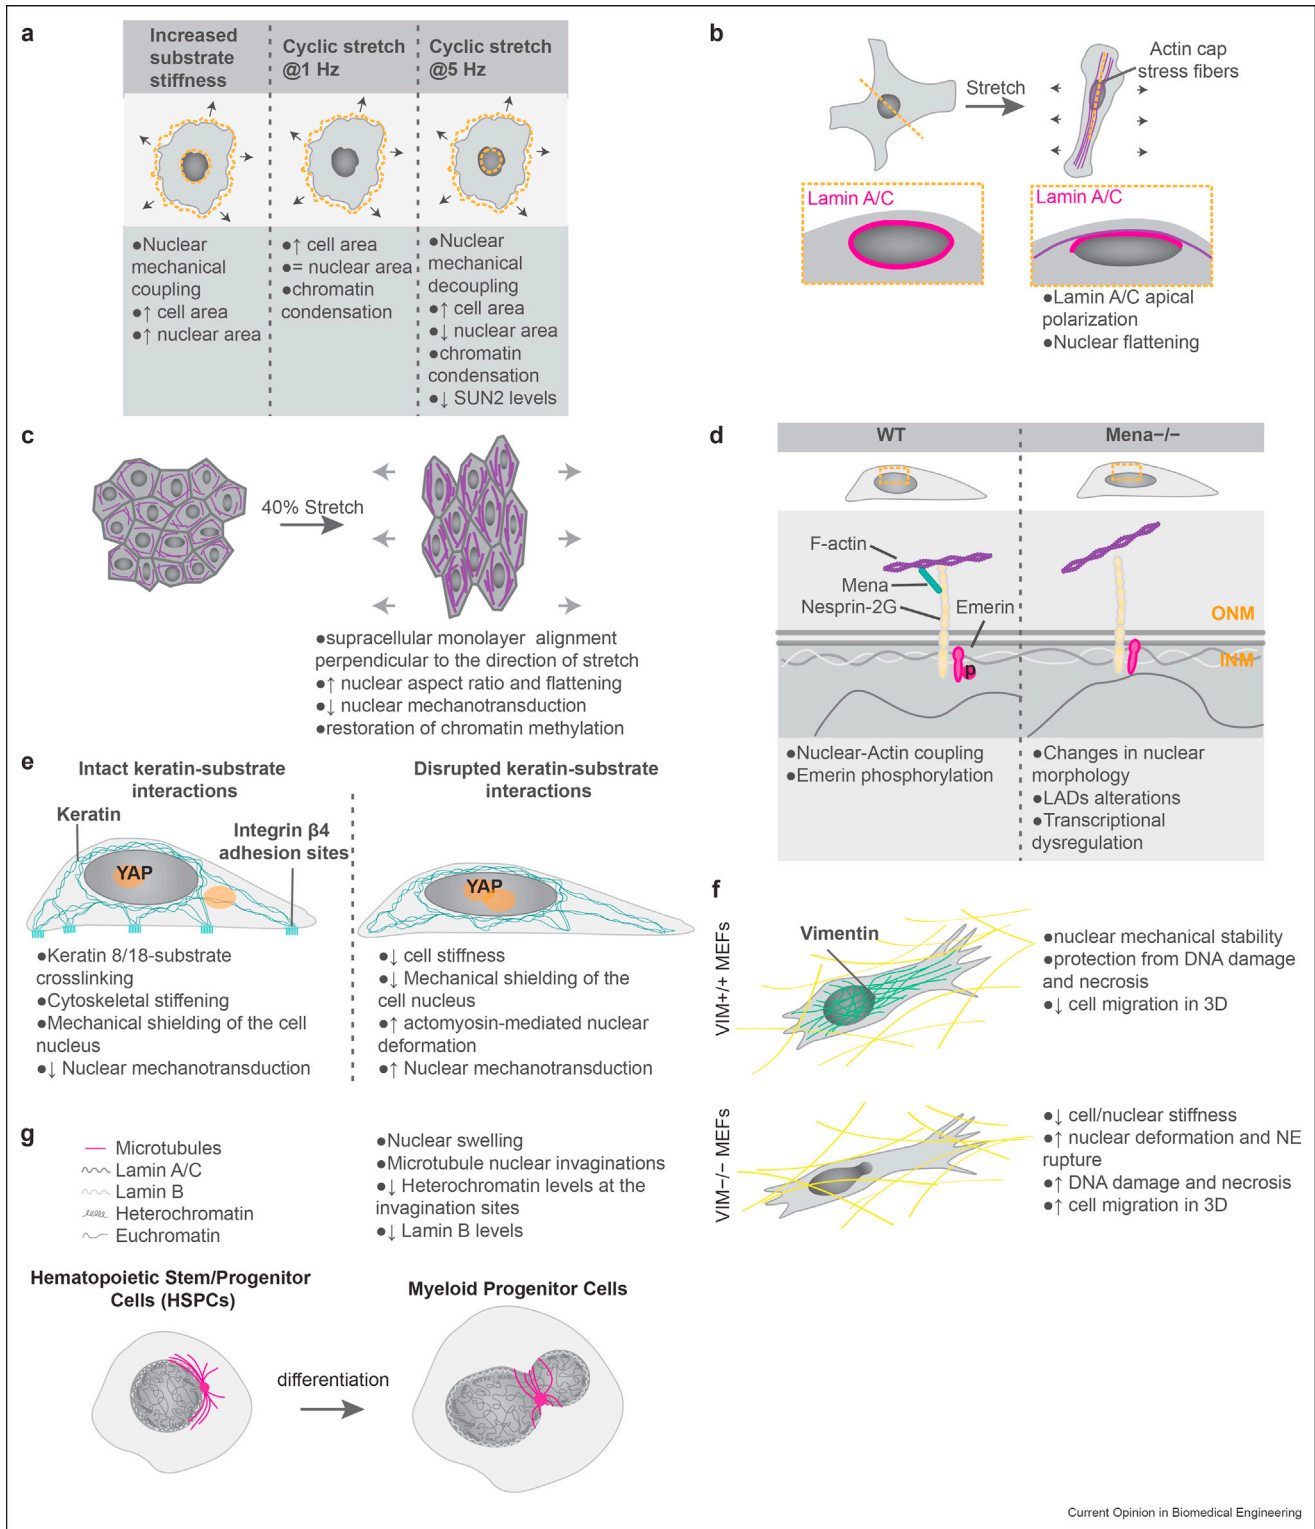 a
Increased
substrate
stiffness
Cyclic stretch
@1 Hz
Cyclic stretch
@5 Hz
●Nuclear
mechanical
coupling
●↑ cell area
●↑ nuclear area
●↑ cell area
●= nuclear area
●chromatin
condensation
●Nuclear
mechanical
decoupling
●↑ cell area
●↓ nuclear area
●chromatin
condensation
●↓ SUN2 levels
b
Stretch
Actin cap
stress fibers
Lamin A/C
Lamin A/C
●Lamin A/C apical
polarization
●Nuclear flattening
c
40% Stretch
●supracellular monolayer alignment
perpendicular to the direction of stretch
●↑ nuclear aspect ratio and flattening
●↓ nuclear mechanotransduction
●restoration of chromatin methylation
d
WT
Mena−/−
F-actin
Mena
Nesprin-2G
Emerin
p
ONM
INM
●Nuclear-Actin coupling
●Emerin phosphorylation
●Changes in nuclear
morphology
●LADs alterations
●Transcriptional
dysregulation
e
Intact keratin-substrate
interactions
Disrupted keratin-substrate
interactions
Keratin
Integrin β4
adhesion sites
YAP
YAP
●Keratin 8/18-substrate
crosslinking
●Cytoskeletal stiffening
●Mechanical shielding of the cell
nucleus
●↓ Nuclear mechanotransduction
●↓ cell stiffness
●↓ Mechanical shielding of the
cell nucleus
●↑ actomyosin-mediated nuclear
deformation
●↑ Nuclear mechanotransduction
f
VIM+/+ MEFs
Vimentin
●nuclear mechanical stability
●protection from DNA damage
and necrosis
●↓ cell migration in 3D
VIM−/− MEFs
●↓ cell/nuclear stiffness
●↑ nuclear deformation and NE
rupture
●↑ DNA damage and necrosis
●↑ cell migration in 3D
g
Microtubules
Lamin A/C
Lamin B
Heterochromatin
Euchromatin
●Nuclear swelling
●Microtubule nuclear invaginations
●↓ Heterochromatin levels at the
invagination sites
●↓ Lamin B levels
Hematopoietic Stem/Progenitor
Cells (HSPCs)
differentiation
Myeloid Progenitor Cells
Current Opinion in Biomedical Engineering